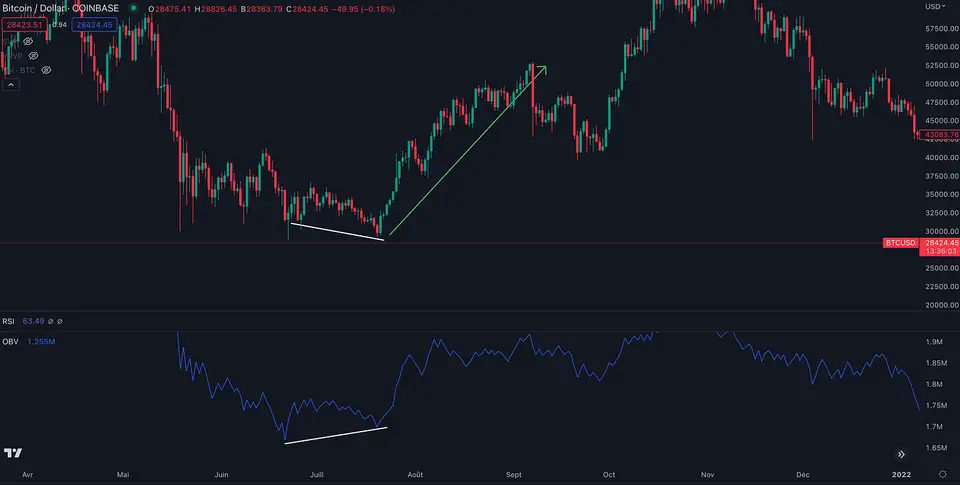 Bitcoin / Dollar · COINBASE O28475.41 H28826.45 B28363.79 C28424.45 −49.95 (−0.18%)
28423.51 0.94 28424.45
BTC
USD
57500.00
55000.00
52500.00
50000.00
47500.00
45000.00
43083.76
40000.00
37500.00
35000.00
32500.00
30000.00
BTCUSD 28424.45
13:36:03
25000.00
22500.00
20000.00
RSI 63.49 ∅ ∅
OBV 1.255M
1.9M
1.85M
1.8M
1.75M
1.7M
1.65M
Avr Mai Juin Juill Août Sept Oct Nov Déc 2022